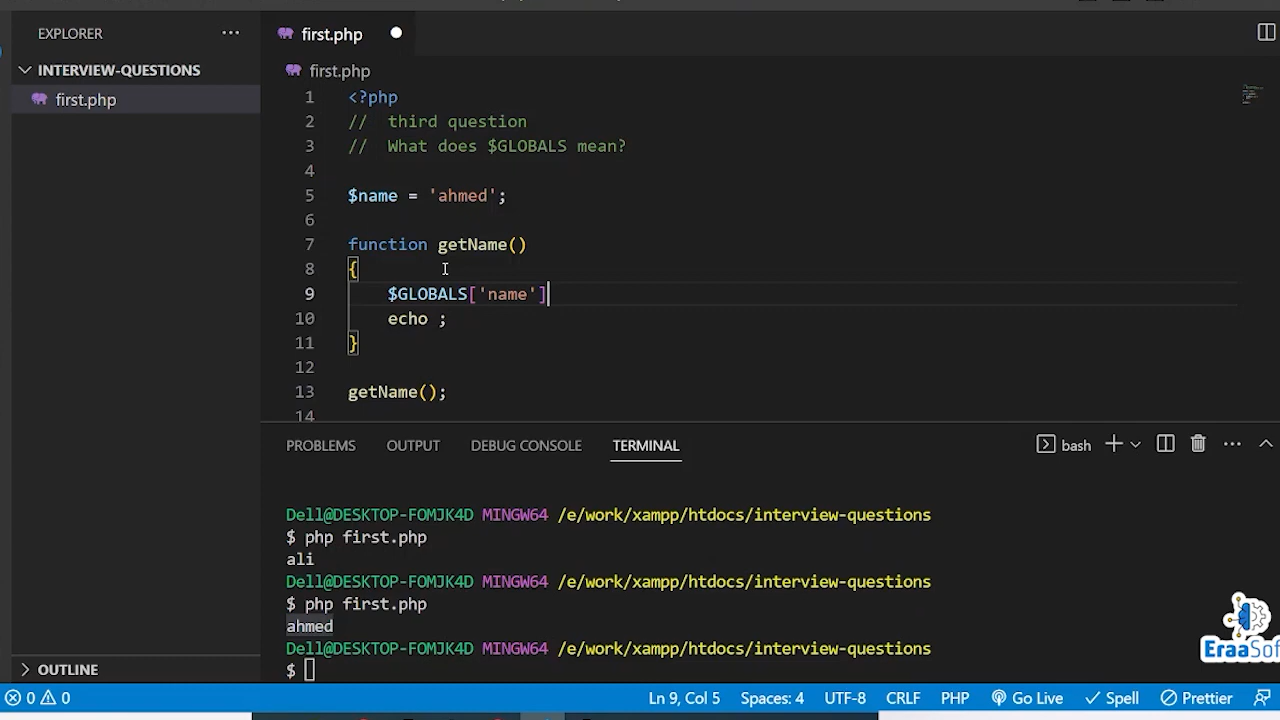 EXPLORER
first.php
INTERVIEW-QUESTIONS
first.php
first.php
1 <?php
2 //  third question
3 //  What does $GLOBALS mean?
4
5 $name = 'ahmed';
6
7 function getName()
8 {
9     $GLOBALS['name']
10     echo ;
11 }
12
13 getName();
14
PROBLEMS OUTPUT DEBUG CONSOLE TERMINAL bash
Dell@DESKTOP-FOMJK4D MINGW64 /e/work/xampp/htdocs/interview-questions
$ php first.php
ali
Dell@DESKTOP-FOMJK4D MINGW64 /e/work/xampp/htdocs/interview-questions
$ php first.php
ahmed
Dell@DESKTOP-FOMJK4D MINGW64 /e/work/xampp/htdocs/interview-questions
$
EraaSof
OUTLINE
0 0 Ln 9, Col 5 Spaces: 4 UTF-8 CRLF PHP Go Live Spell Prettier